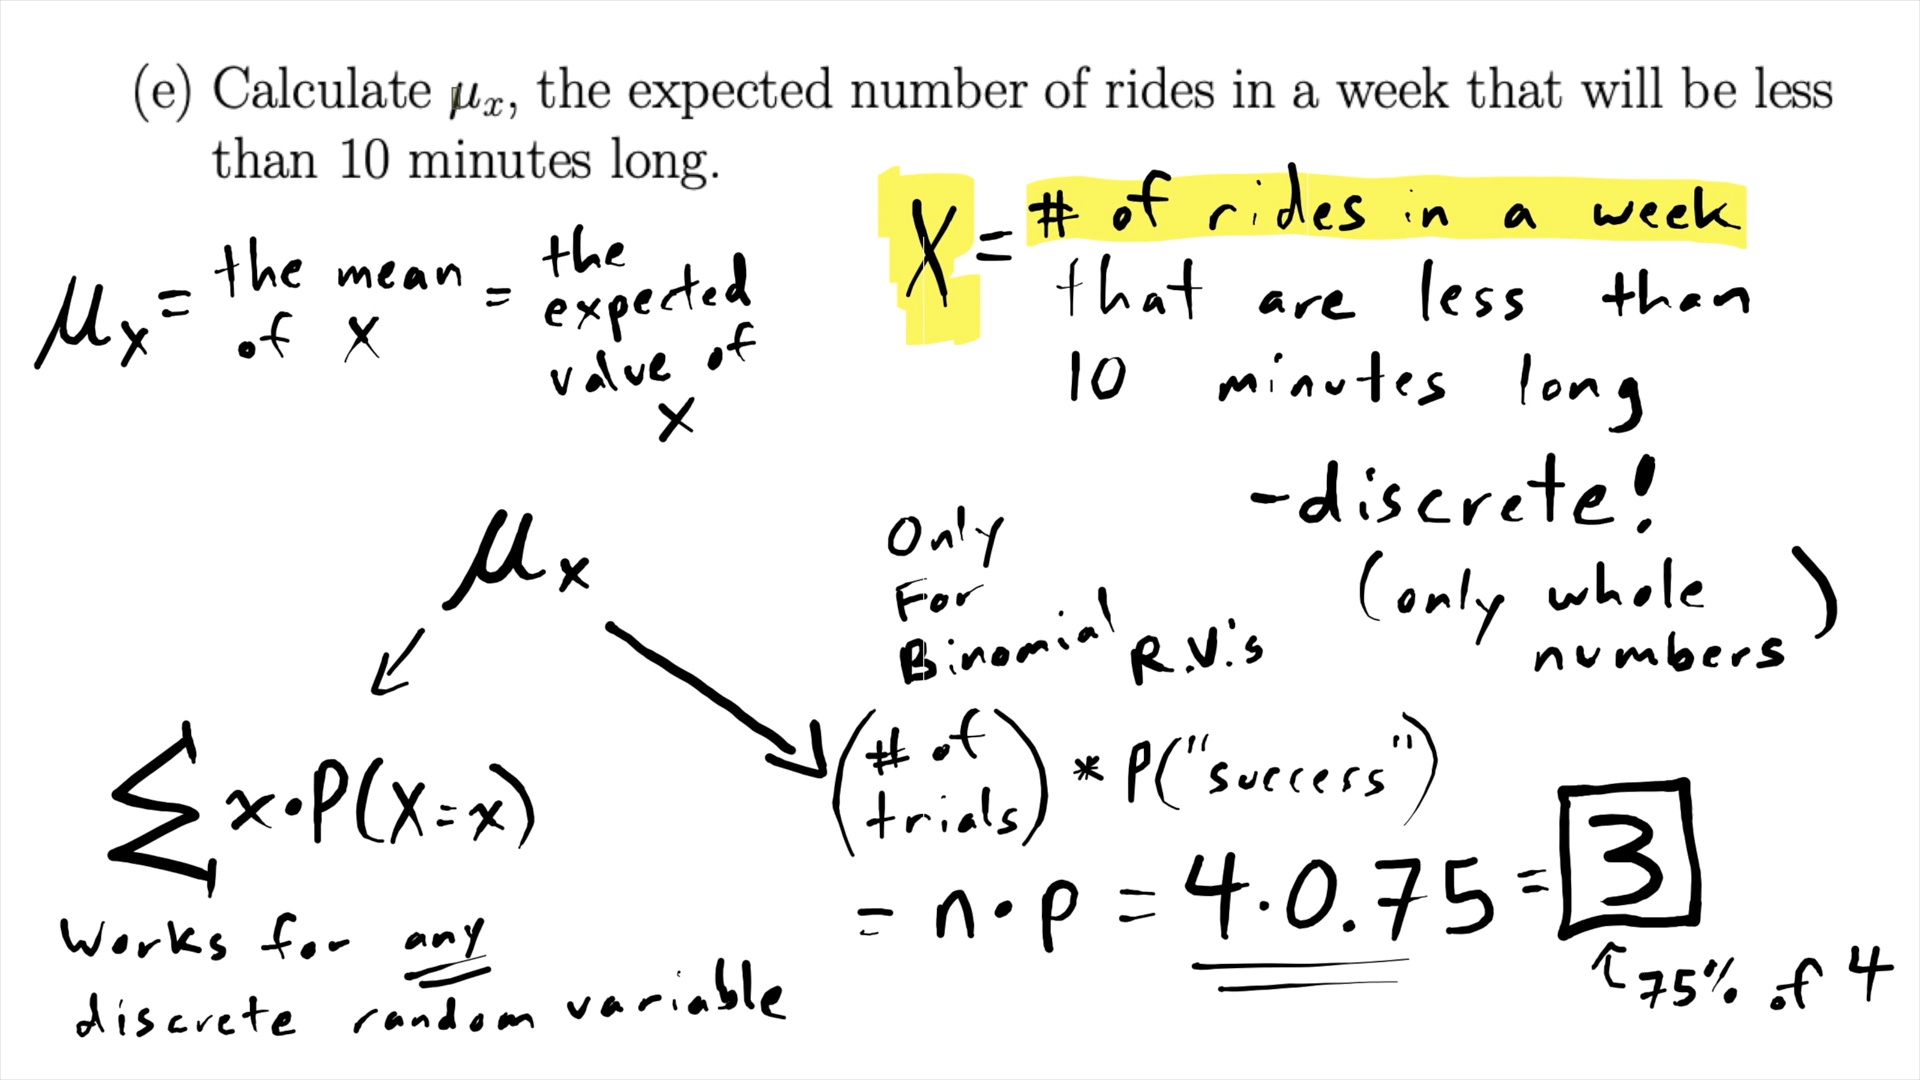 (e) Calculate μₓ, the expected number of rides in a week that will be less
than 10 minutes long.
X = # of rides in a week
that are less than
10 minutes long
-discrete!
(only whole numbers)
μₓ = the mean of X = the expected value of X
μₓ
Σ x·P(X=x)
Works for any
discrete random variable
Only
For
Binomial R.V.'s
(# of trials) * P("success")
= n·p = 4·0.75 = 3
↑75% of 4